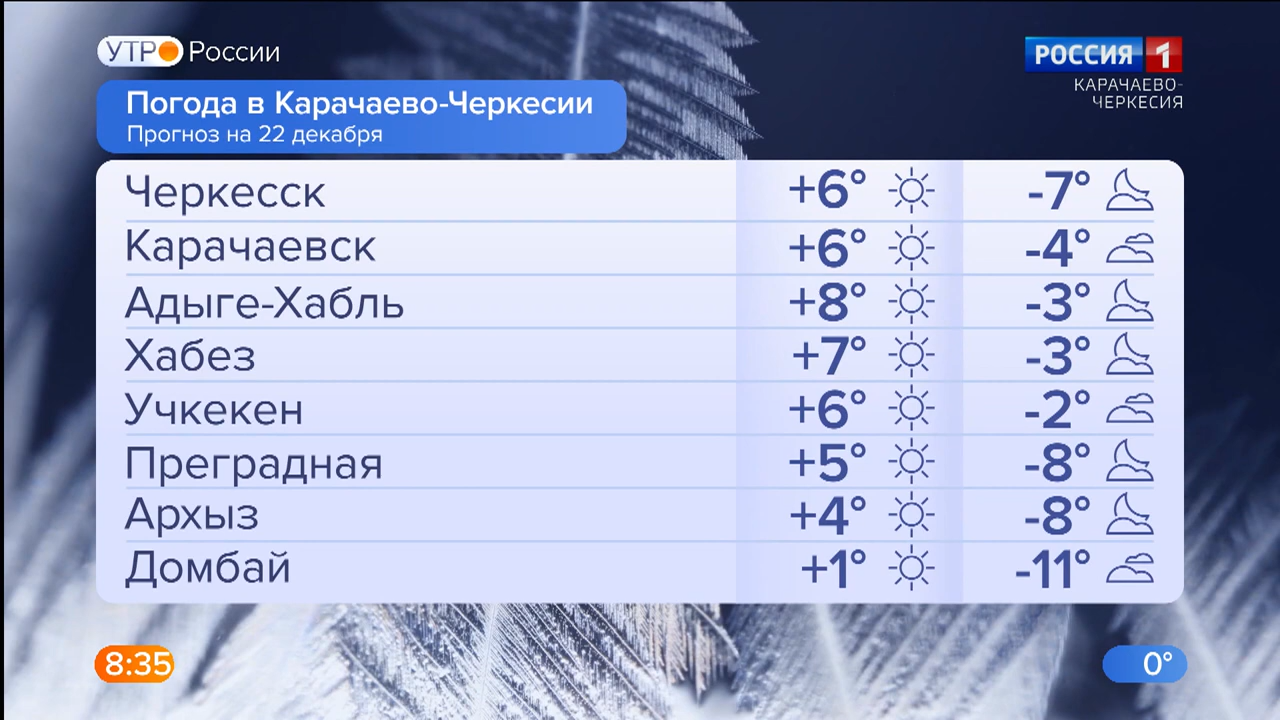 УТРО России
РОССИЯ 1
КАРАЧАЕВО-
ЧЕРКЕСИЯ
Погода в Карачаево-Черкесии
Прогноз на 22 декабря
Черкесск +6° -7°
Карачаевск +6° -4°
Адыге-Хабль +8° -3°
Хабез +7° -3°
Учкекен +6° -2°
Преградная +5° -8°
Архыз +4° -8°
Домбай +1° -11°
8:35 0°